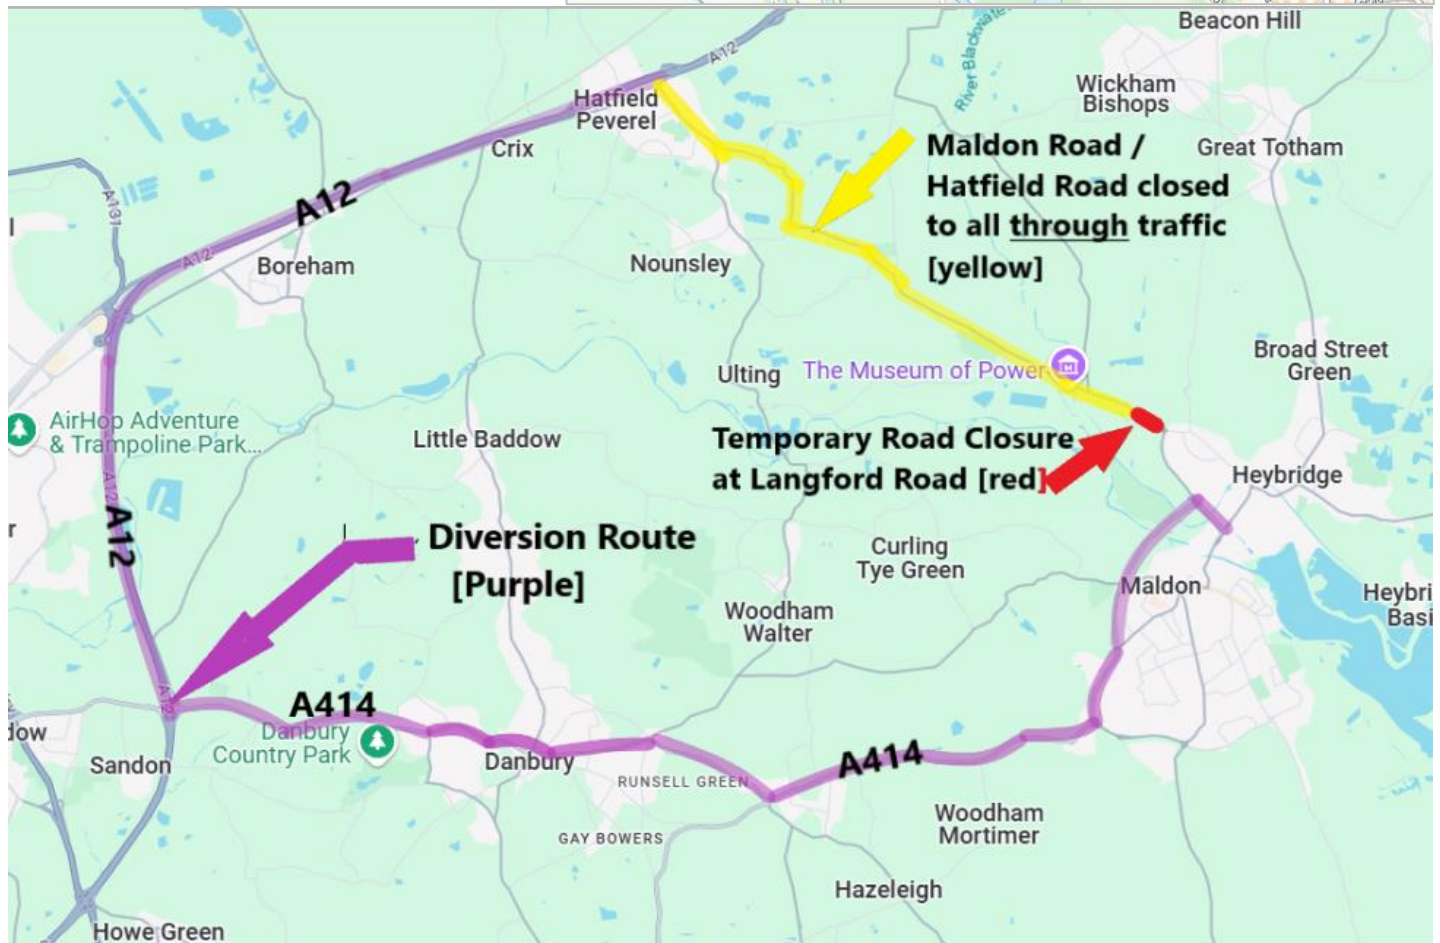 Beacon Hill
A12
River Blackwater
Wickham
Bishops
Hatfield
Peverel
Crix
Maldon Road /
Hatfield Road closed
to all through traffic
[yellow]
Great Totham
A131
A12
A12
Boreham
Nounsley
Broad Street
Green
Ulting
The Museum of Power
AirHop Adventure
& Trampoline Park...
Little Baddow
Temporary Road Closure
at Langford Road [red]
Heybridge
A12
A12
Diversion Route
[Purple]
Curling
Tye Green
Maldon
Heybri
Basi
Woodham
Walter
A12
A414
Danbury
Country Park
dow
Sandon
Danbury
RUNSELL GREEN
A414
Woodham
Mortimer
GAY BOWERS
Hazeleigh
Howe Green